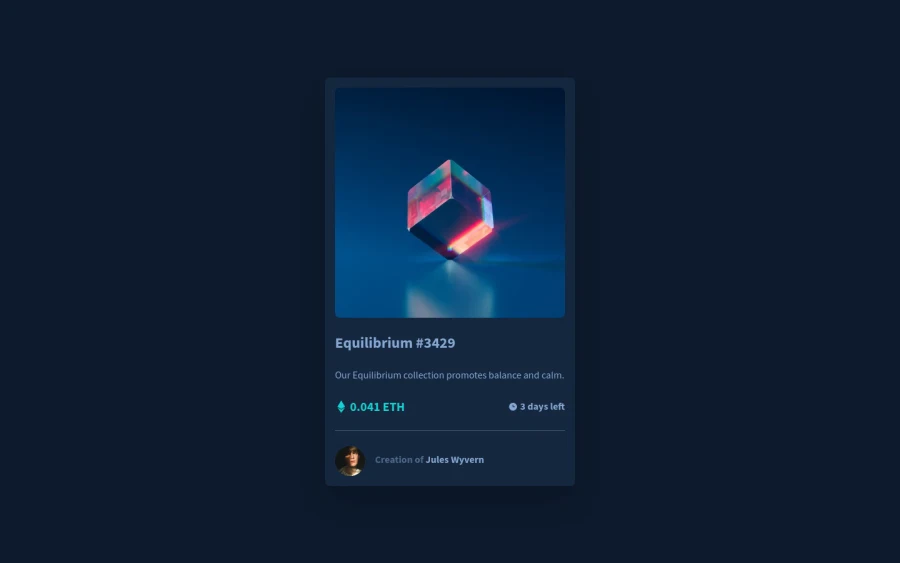 Equilibrium #3429
Our Equilibrium collection promotes balance and calm.
0.041 ETH 3 days left
Creation of Jules Wyvern